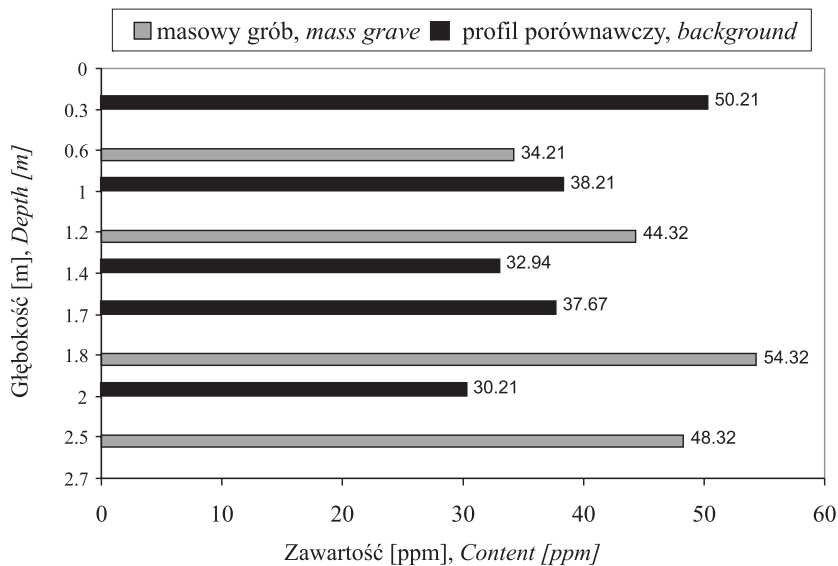 masowy grób, mass grave profil porównawczy, background
Głębokość [m], Depth [m]
0
0.3 50.21
0.6 34.21
1 38.21
1.2 44.32
1.4 32.94
1.7 37.67
1.8 54.32
2 30.21
2.5 48.32
2.7
0 10 20 30 40 50 60
Zawartość [ppm], Content [ppm]